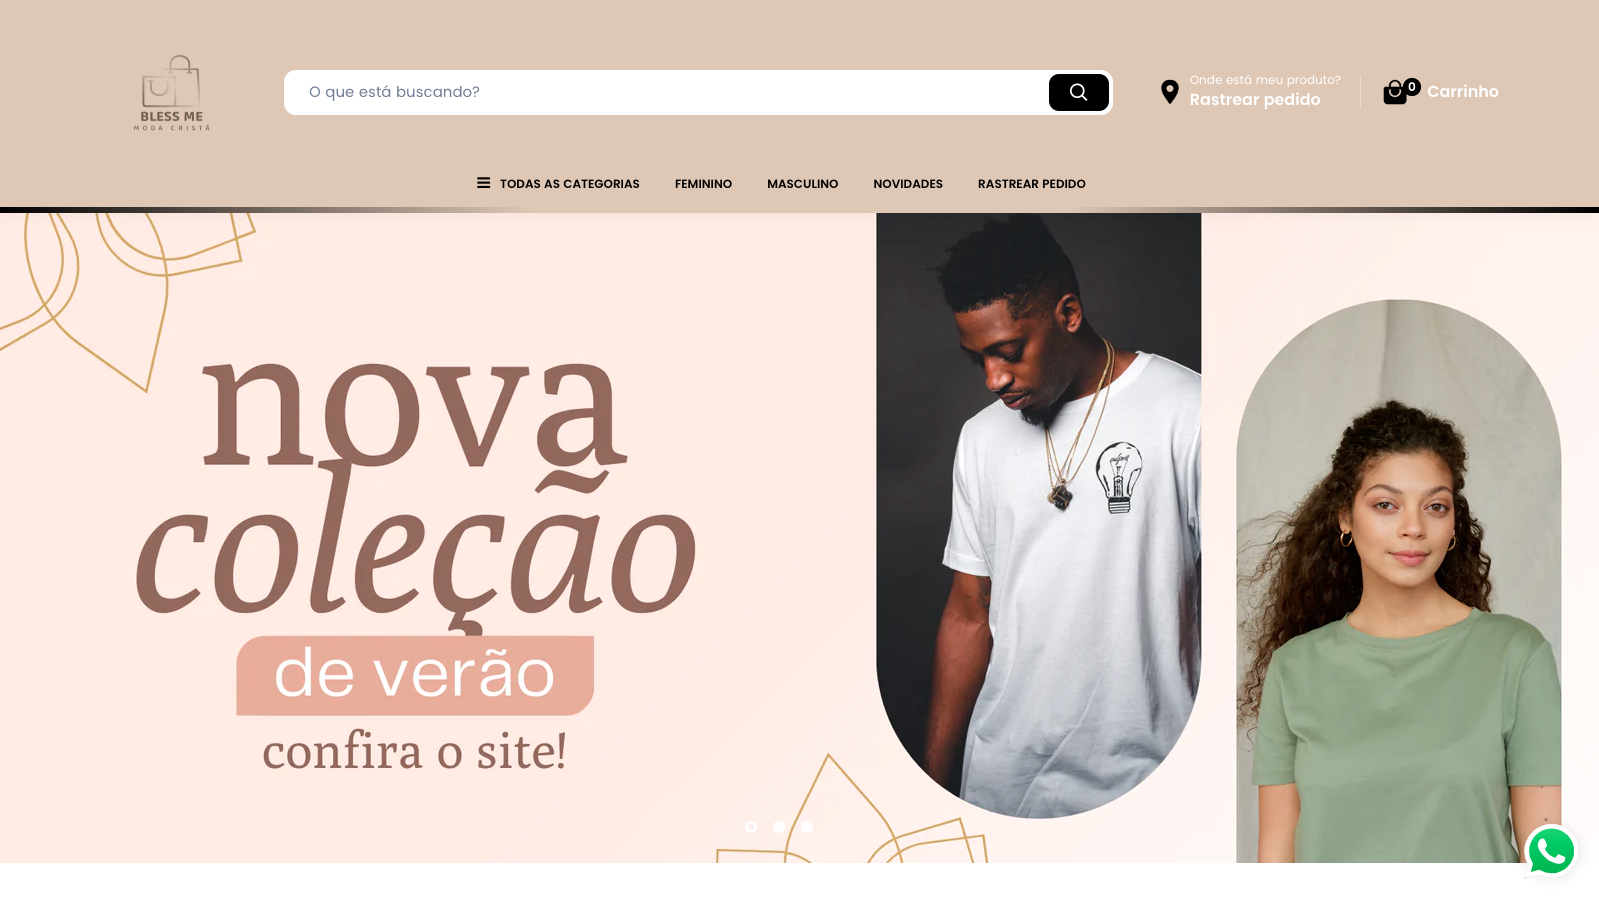 BLESS ME
MODA CRISTÃ
O que está buscando?
Onde está meu produto?
Rastrear pedido
0
Carrinho
TODAS AS CATEGORIAS
FEMININO
MASCULINO
NOVIDADES
RASTREAR PEDIDO
nova
coleção
de verão
confira o site!